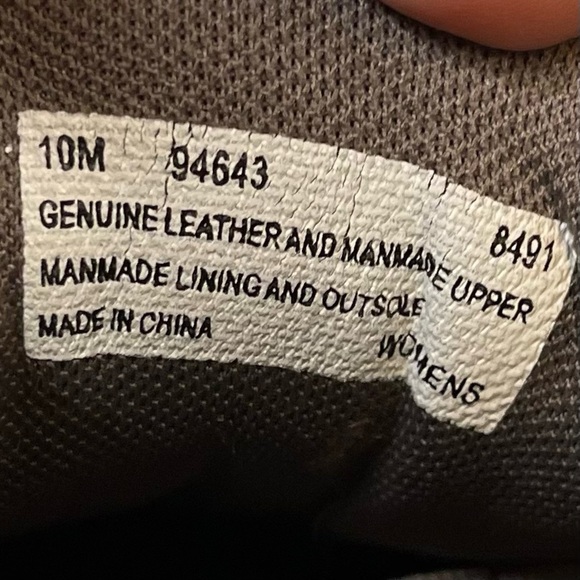 10M 94643 8491
GENUINE LEATHER AND MANMADE UPPER
MANMADE LINING AND OUTSOLE
MADE IN CHINA WOMENS